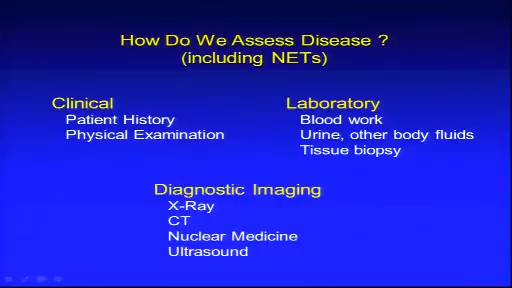 How Do We Assess Disease ?
(including NETs)
Clinical
Patient History
Physical Examination
Laboratory
Blood work
Urine, other body fluids
Tissue biopsy
Diagnostic Imaging
X-Ray
CT
Nuclear Medicine
Ultrasound